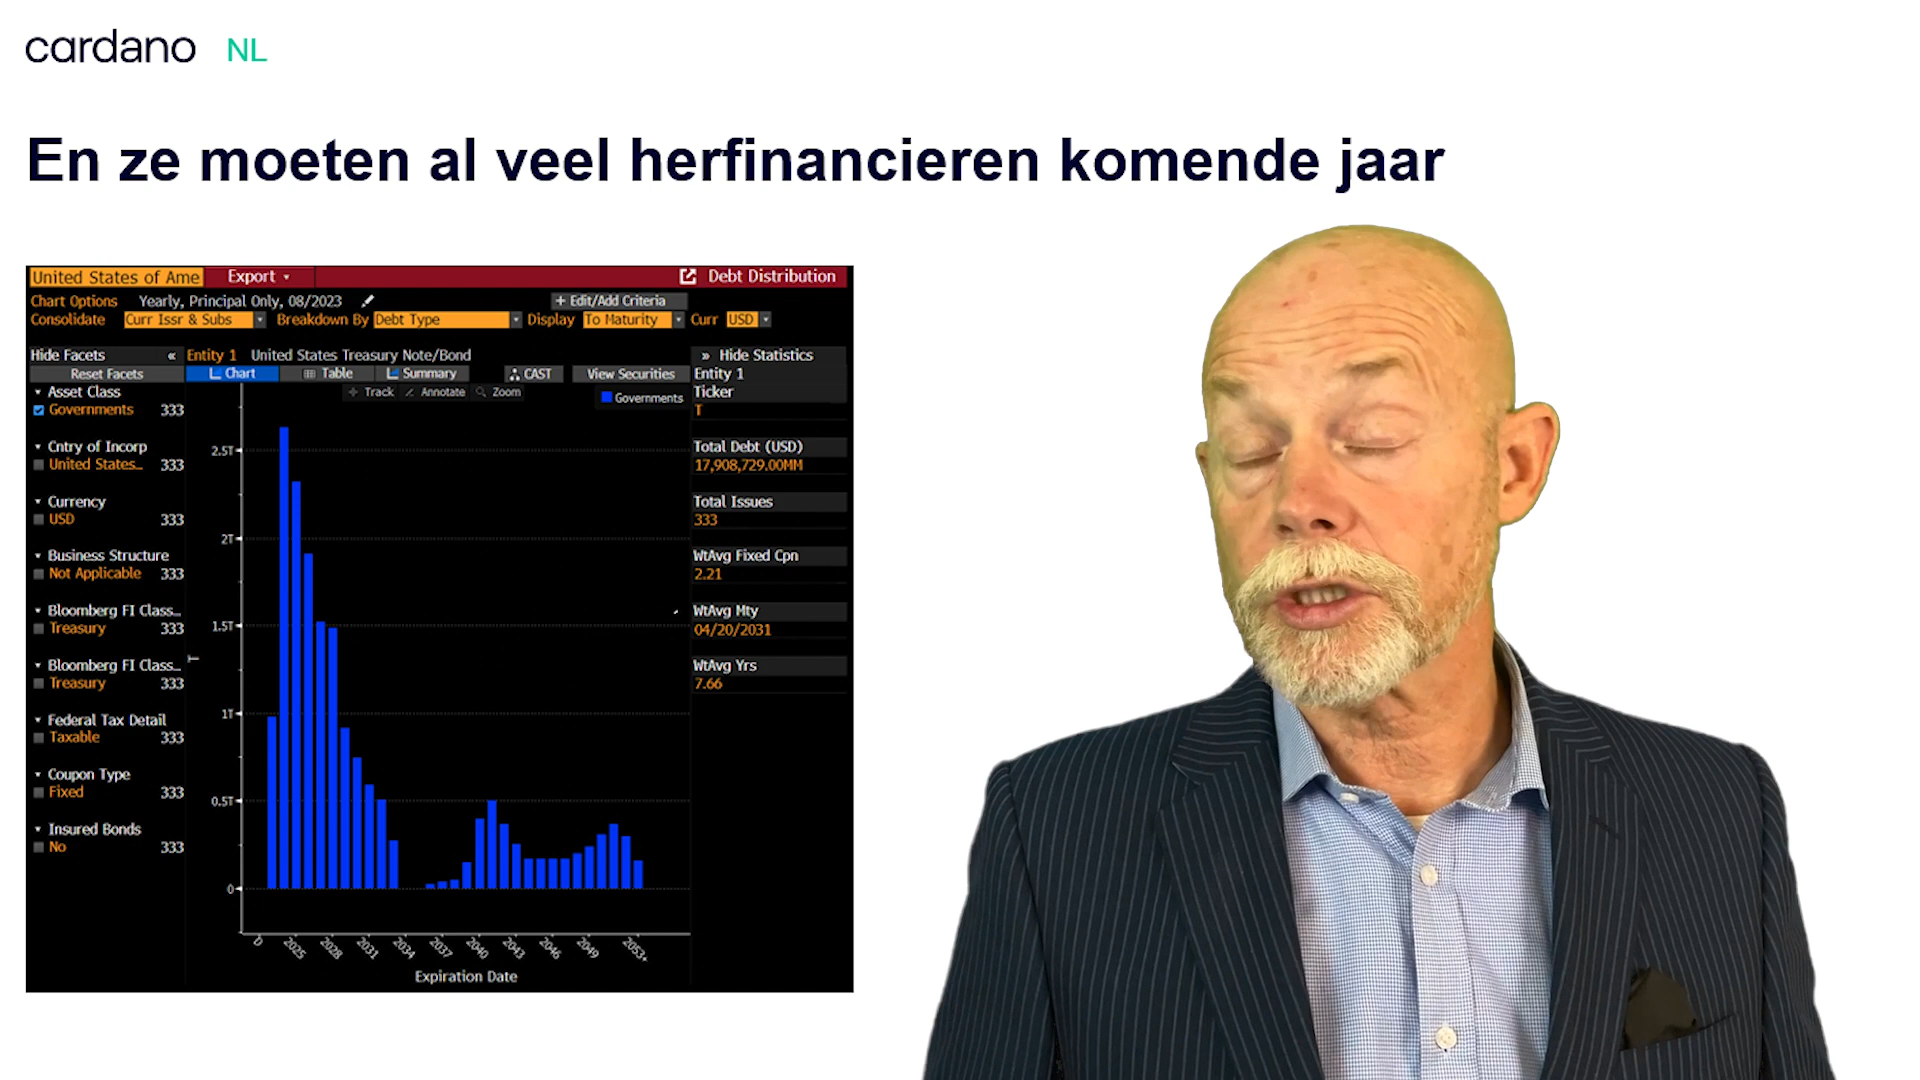 cardano NL
En ze moeten al veel herfinancieren komende jaar
United States of Ame Export Debt Distribution
Chart Options Yearly, Principal Only, 08/2023 + Edit/Add Criteria
Consolidate Curr Issr & Subs Breakdown By Debt Type Display To Maturity Curr USD
Hide Facets « Entity 1 United States Treasury Note/Bond » Hide Statistics
Reset Facets Chart Table Summary CAST View Securities Entity 1
Asset Class Track Annotate Zoom Governments Ticker
Governments 333 T
Cntry of Incorp Total Debt (USD)
United States... 333 17,908,729.00MM
Currency Total Issues
USD 333 333
Business Structure WtAvg Fixed Cpn
Not Applicable 333 2.21
Bloomberg FI Class... WtAvg Mty
Treasury 333 04/20/2031
Bloomberg FI Class... WtAvg Yrs
Treasury 333 7.66
Federal Tax Detail
Taxable 333
Coupon Type
Fixed 333
Insured Bonds
No 333
2.5T
2T
1.5T
T
1T
0.5T
0
D 2025 2028 2031 2034 2037 2040 2043 2046 2049 2053+
Expiration Date